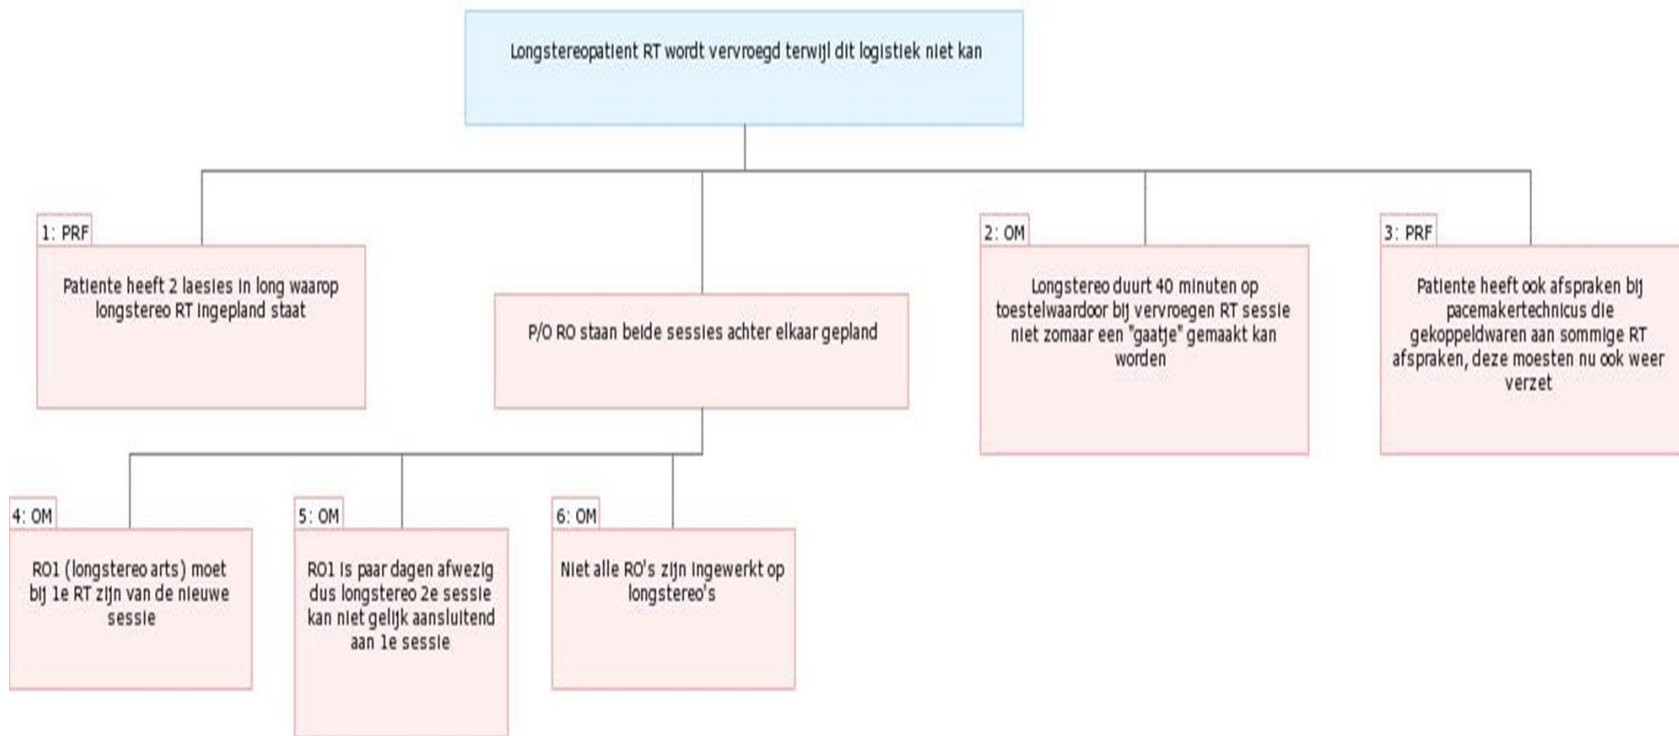 Longstereopatient RT wordt vervroegd terwijl dit logistiek niet kan
1: PRF
Patiente heeft 2 laesies in long waarop
longstereo RT ingepland staat
P/O RO staan beide sessies achter elkaar gepland
2: OM
Longstereo duurt 40 minuten op
toestelwaardoor bij vervroegen RT sessie
niet zomaar een "gaatje" gemaakt kan
worden
3: PRF
Patiente heeft ook afspraken bij
pacemakertechnicus die
gekoppeldwaren aan sommige RT
afspraken, deze moesten nu ook weer
verzet
4: OM
RO1 (longstereo arts) moet
bij 1e RT zijn van de nieuwe
sessie
5: OM
RO1 is paar dagen afwezig
dus longstereo 2e sessie
kan niet gelijk aansluitend
aan 1e sessie
6: OM
Niet alle RO's zijn ingewerkt op
longstereo's